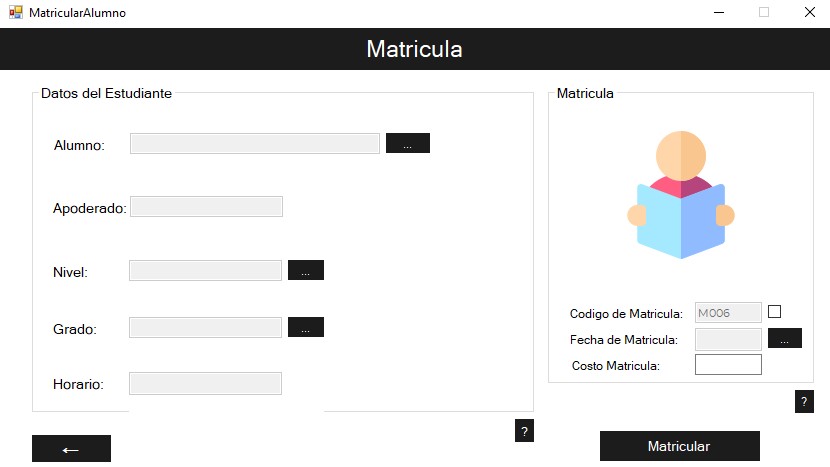 MatricularAlumno
Matricula
Datos del Estudiante
Alumno:
...
Apoderado:
Nivel:
...
Grado:
...
Horario:
?
←
Matricula
Codigo de Matricula: M006
Fecha de Matricula:
...
Costo Matricula:
?
Matricular